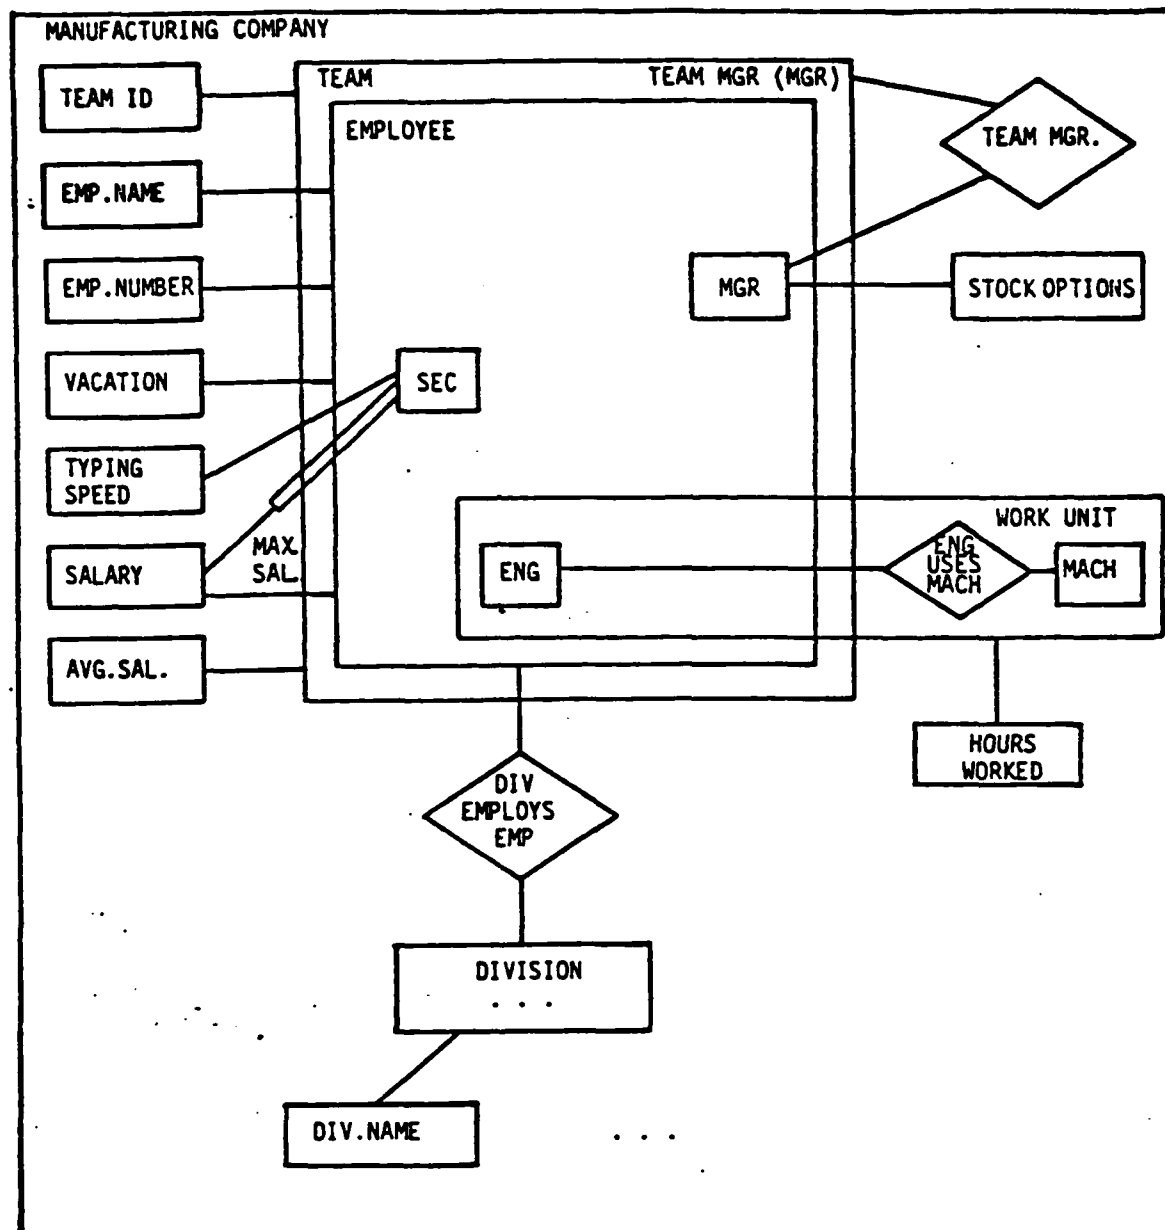 MANUFACTURING COMPANY
TEAM ID
TEAM
TEAM MGR (MGR)
EMPLOYEE
TEAM MGR.
EMP.NAME
EMP.NUMBER
MGR
STOCK OPTIONS
VACATION
SEC
TYPING
SPEED
SALARY
MAX.
SAL.
WORK UNIT
ENG
ENG
USES
MACH
MACH
AVG.SAL.
HOURS
WORKED
DIV
EMPLOYS
EMP
DIVISION
. . .
DIV.NAME
. . .